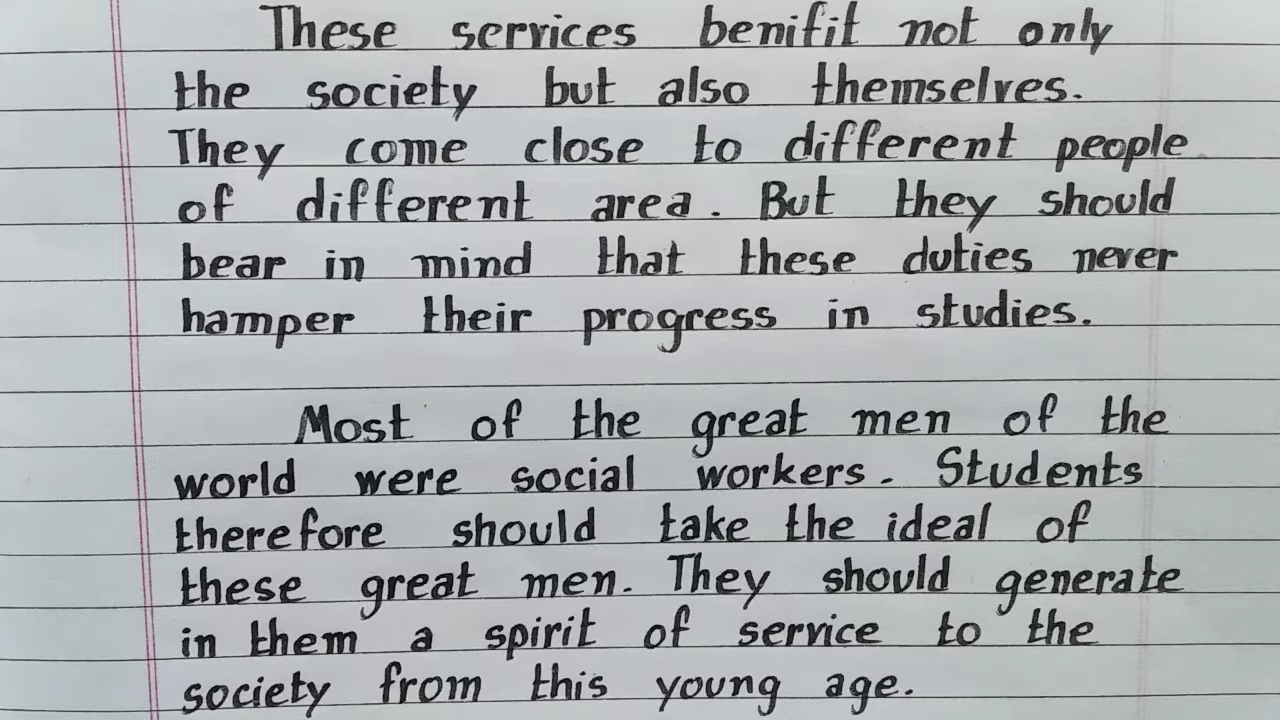 These services benifit not only
the society but also themselves.
They come close to different people
of different area. But they should
bear in mind that these duties never
hamper their progress in studies.
Most of the great men of the
world were social workers. Students
therefore should take the ideal of
these great men. They should generate
in them a spirit of service to the
society from this young age.